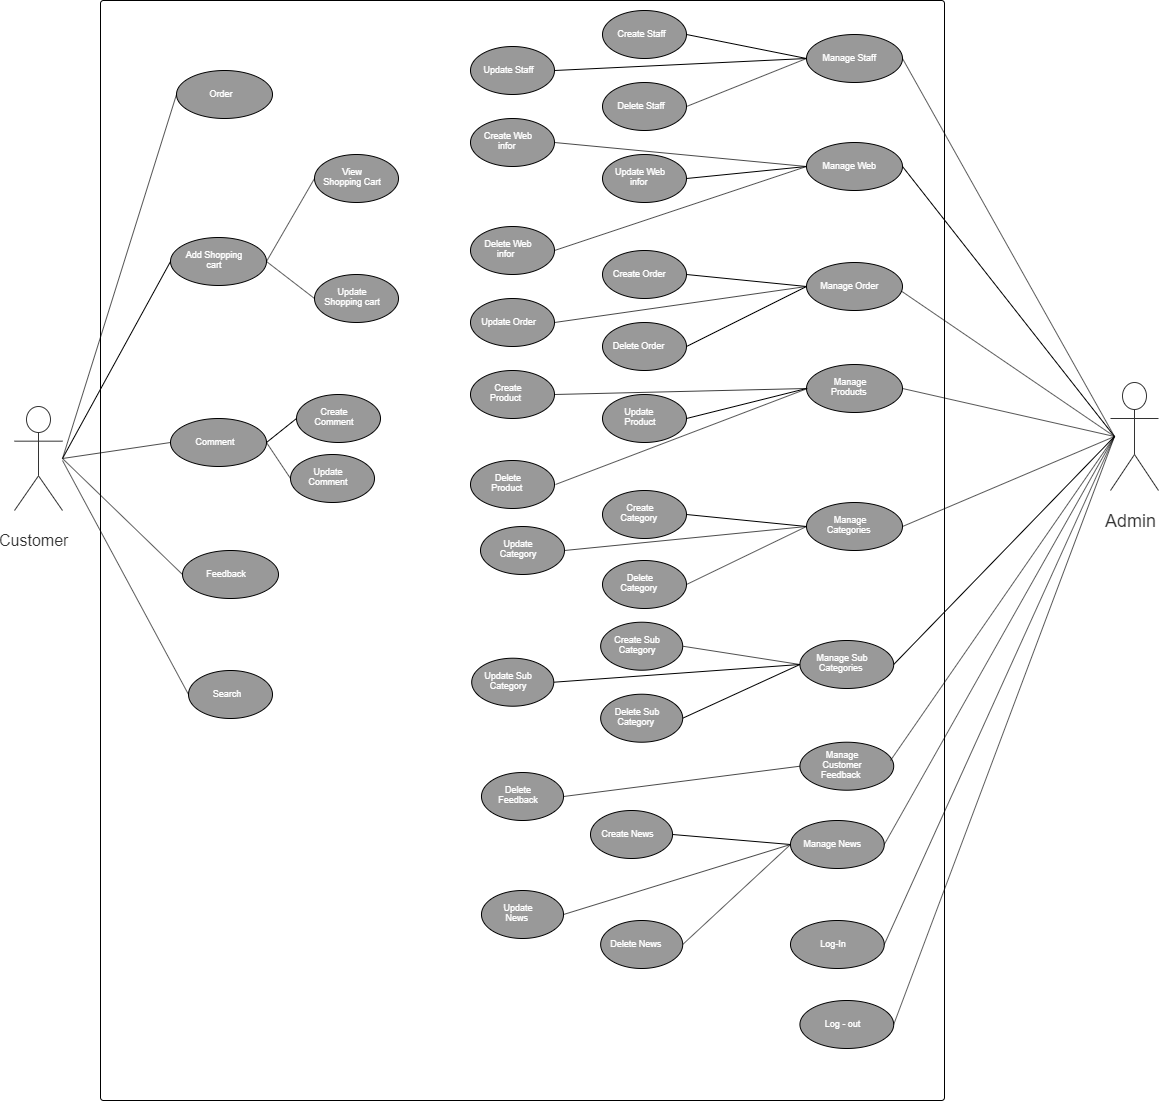 Create Staff
Manage Staff
Update Staff
Order
Delete Staff
Create Web
infor
Manage Web
View
Shopping Cart
Update Web
infor
Delete Web
infor
Add Shopping
cart
Create Order
Manage Order
Update
Shopping cart
Update Order
Delete Order
Create
Product
Manage
Products
Update
Product
Create
Comment
Comment
Update
Comment
Delete
Product
Create
Category
Manage
Categories
Admin
Customer
Update
Category
Feedback
Delete
Category
Create Sub
Category
Manage Sub
Categories
Update Sub
Category
Search
Delete Sub
Category
Manage
Customer
Feedback
Delete
Feedback
Create News
Manage News
Update
News
Delete News
Log-In
Log - out